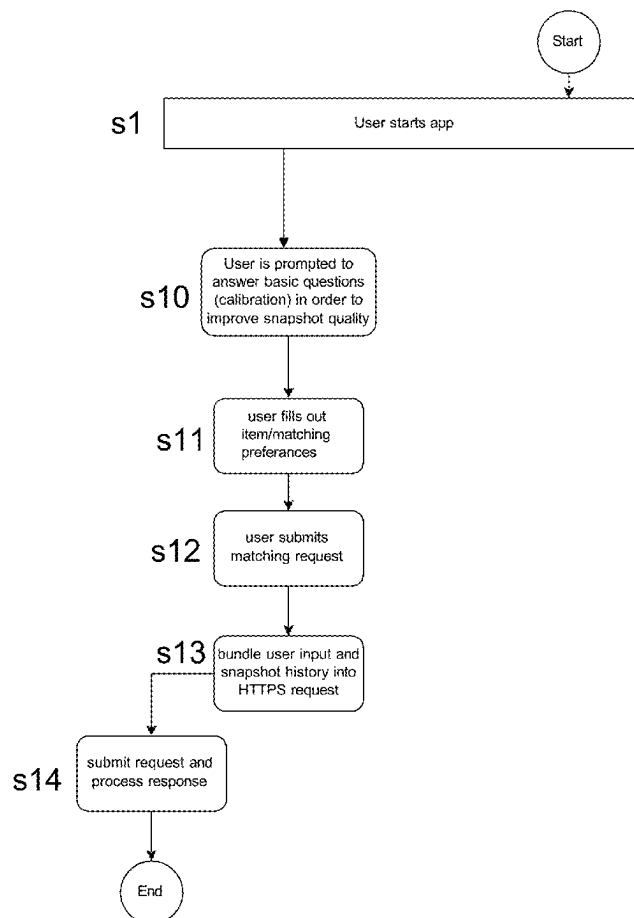 Start
s1
User starts app
s10
User is prompted to
answer basic questions
(calibration) in order to
improve snapshot quality
s11
user fills out
item/matching
preferances
s12
user submits
matching request
s13
bundle user input and
snapshot history into
HTTPS request
s14
submit request and
process response
End